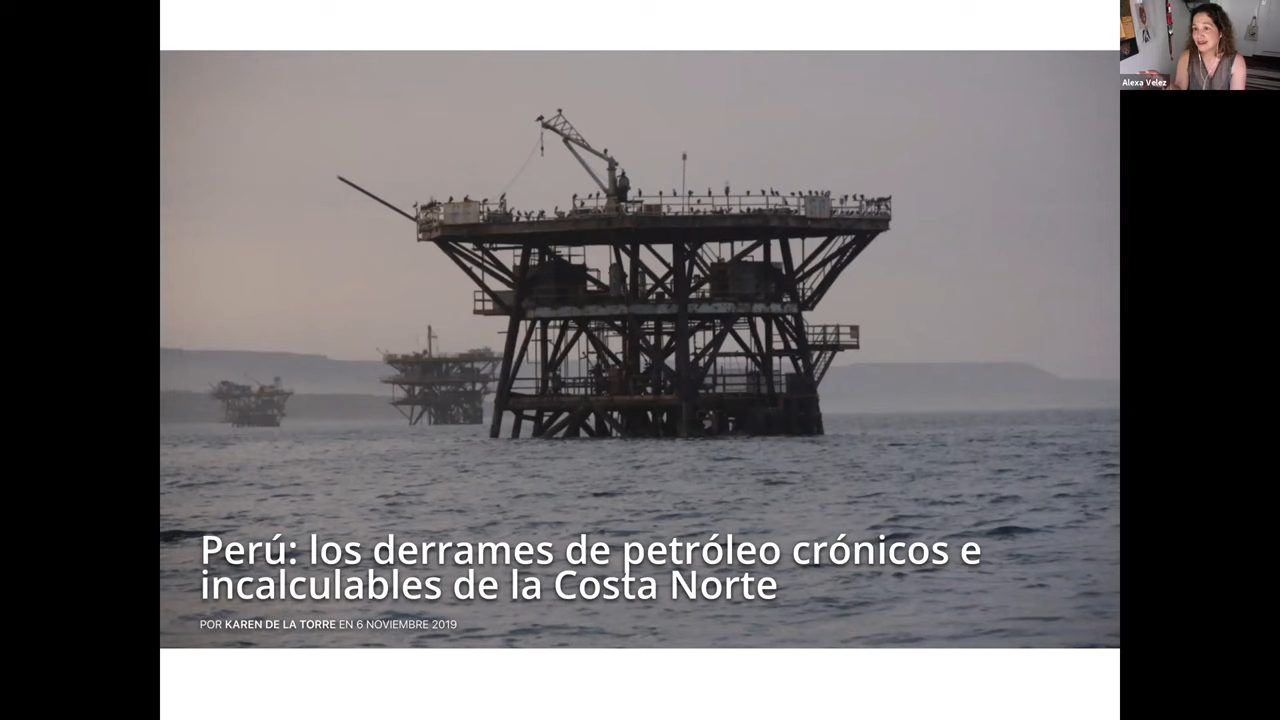 Alexa Velez
Perú: los derrames de petróleo crónicos e
incalculables de la Costa Norte
POR KAREN DE LA TORRE EN 6 NOVIEMBRE 2019